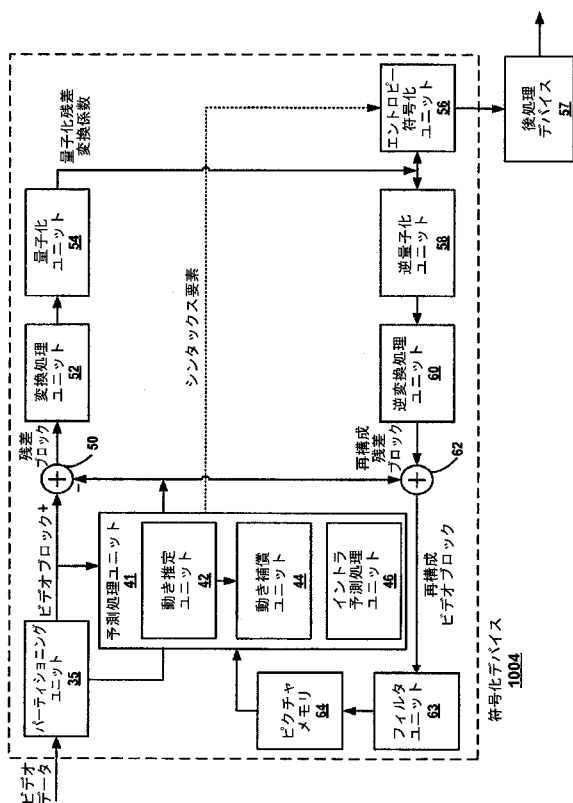 ビデオ
データ
パーティショニング
ユニット
35
ビデオブロック+
-
50
残差
ブロック
変換処理
ユニット
52
量子化
ユニット
54
量子化残差
変換係数
予測処理ユニット
41
動き推定
ユニット
42
動き補償
ユニット
44
イントラ
予測処理
ユニット
46
シンタックス要素
エントロピー
符号化
ユニット
56
後処理
デバイス
57
逆量子化
ユニット
58
逆変換処理
ユニット
60
再構成
残差
ブロック
62
再構成
ビデオブロック
フィルタ
ユニット
63
ピクチャ
メモリ
64
符号化デバイス
1004